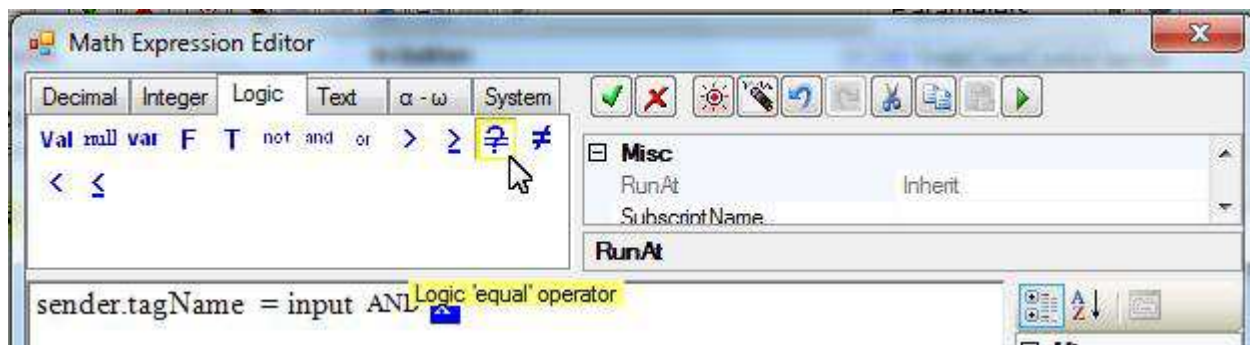 Math Expression Editor
Decimal Integer Logic Text α - ω System
Val null var F T not and or > ≥ ≠
< ≤
Misc
RunAt Inherit
SubscriptName
RunAt
sender.tagName = input AND
Logic 'equal' operator